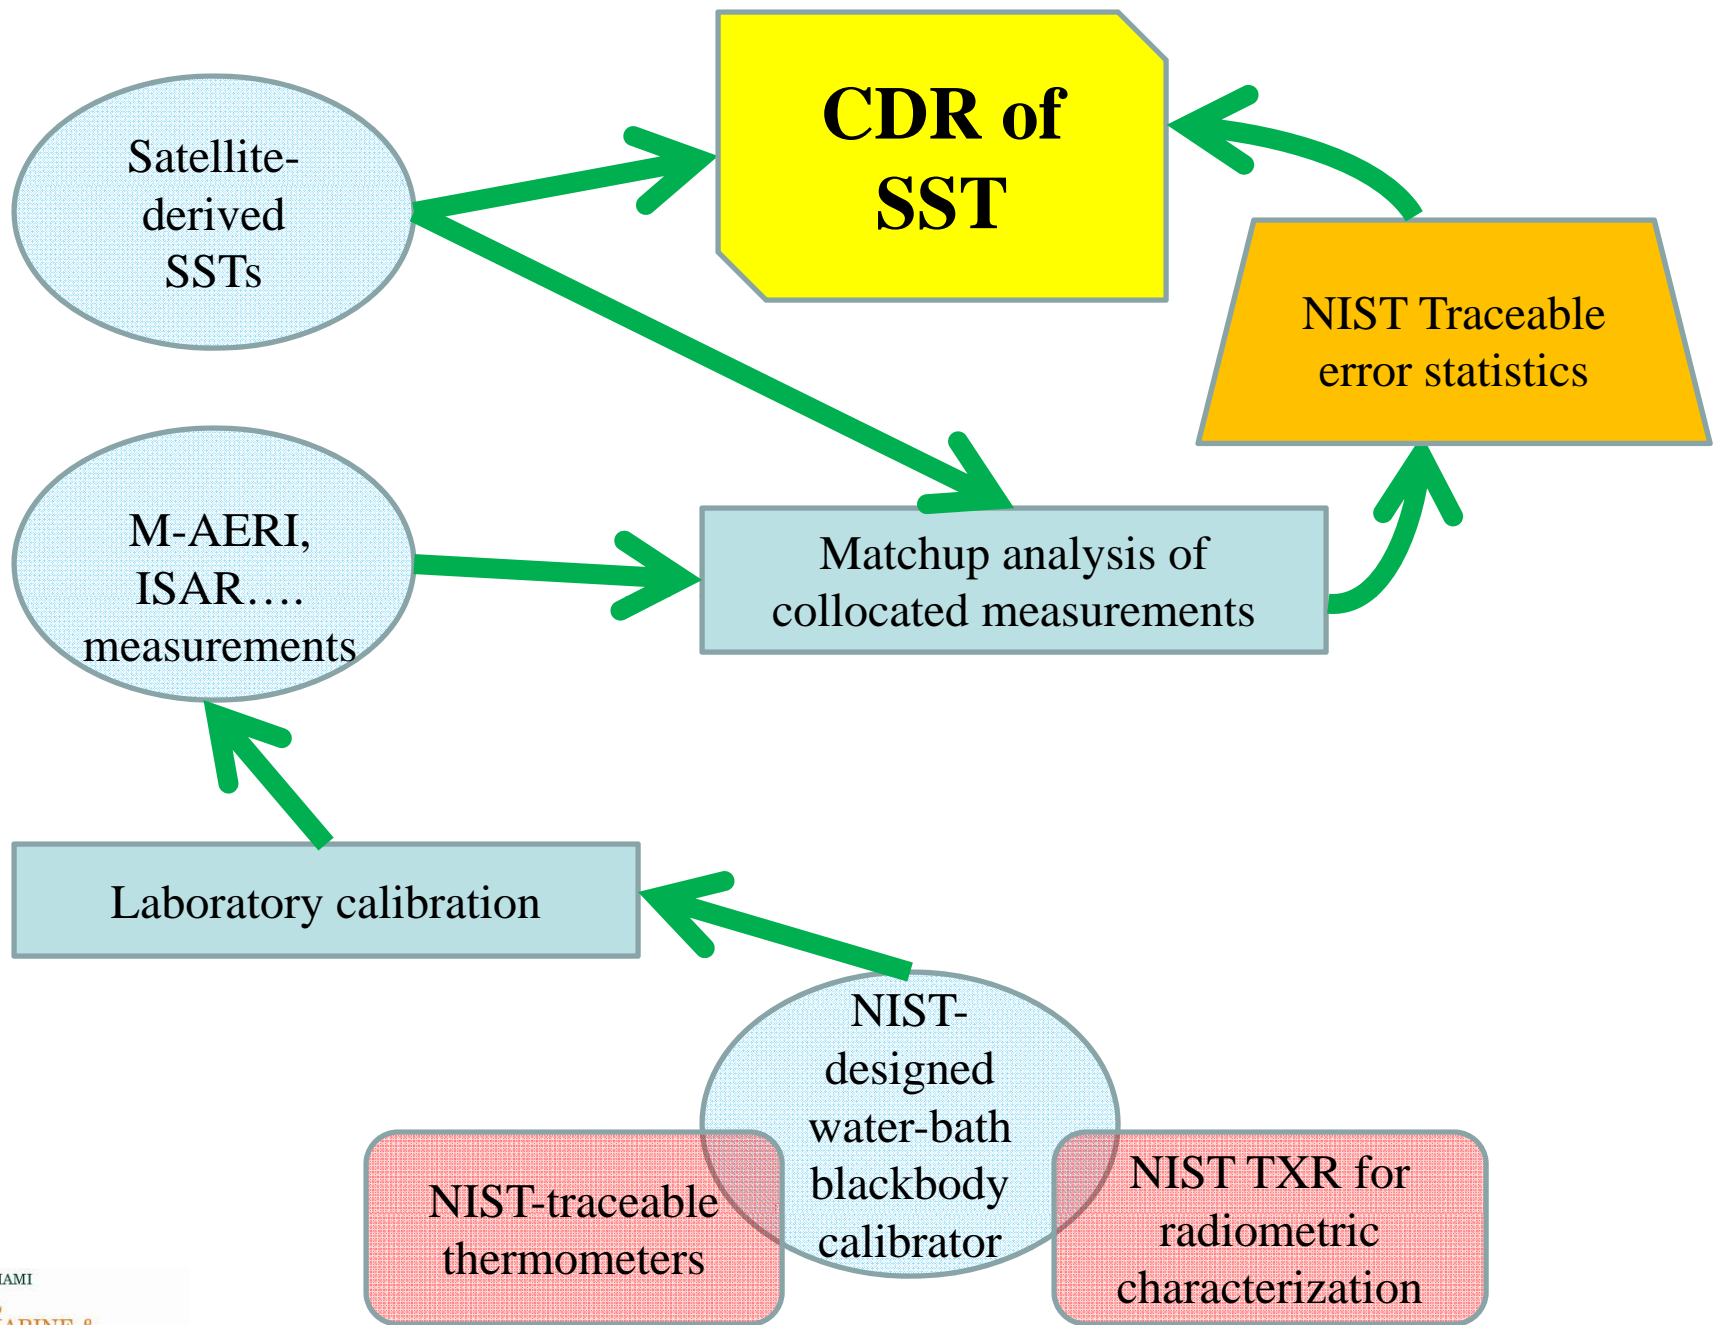 CDR of
SST
Satellite-
derived
SSTs
NIST Traceable
error statistics
M-AERI,
ISAR….
measurements
Matchup analysis of
collocated measurements
Laboratory calibration
NIST-
designed
water-bath
blackbody
calibrator
NIST-traceable
thermometers
NIST TXR for
radiometric
characterization